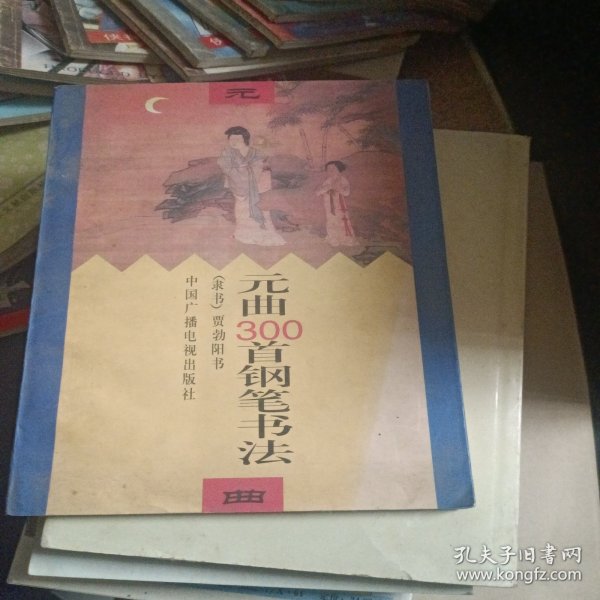 元
元曲300首钢笔书法
(隶书) 贾勃阳书
中国广播电视出版社
曲
孔夫子旧书网
www.kongfz.com